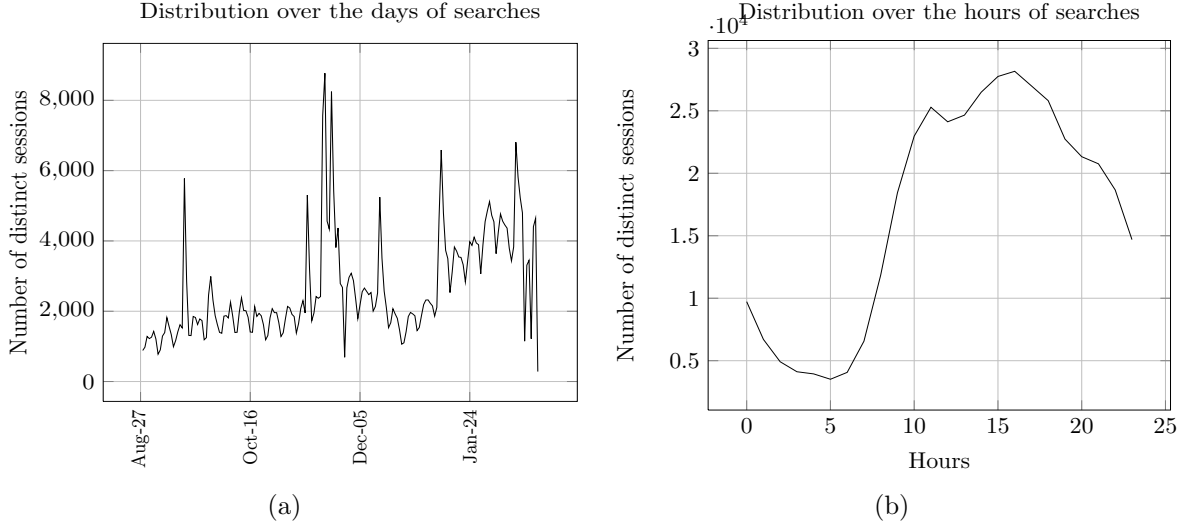 Distribution over the days of searches
Number of distinct sessions
8,000
6,000
4,000
2,000
0
Aug-27
Oct-16
Dec-05
Jan-24
(a)
Distribution over the hours of searches
·10⁴
Number of distinct sessions
3
2.5
2
1.5
1
0.5
0 5 10 15 20 25
Hours
(b)